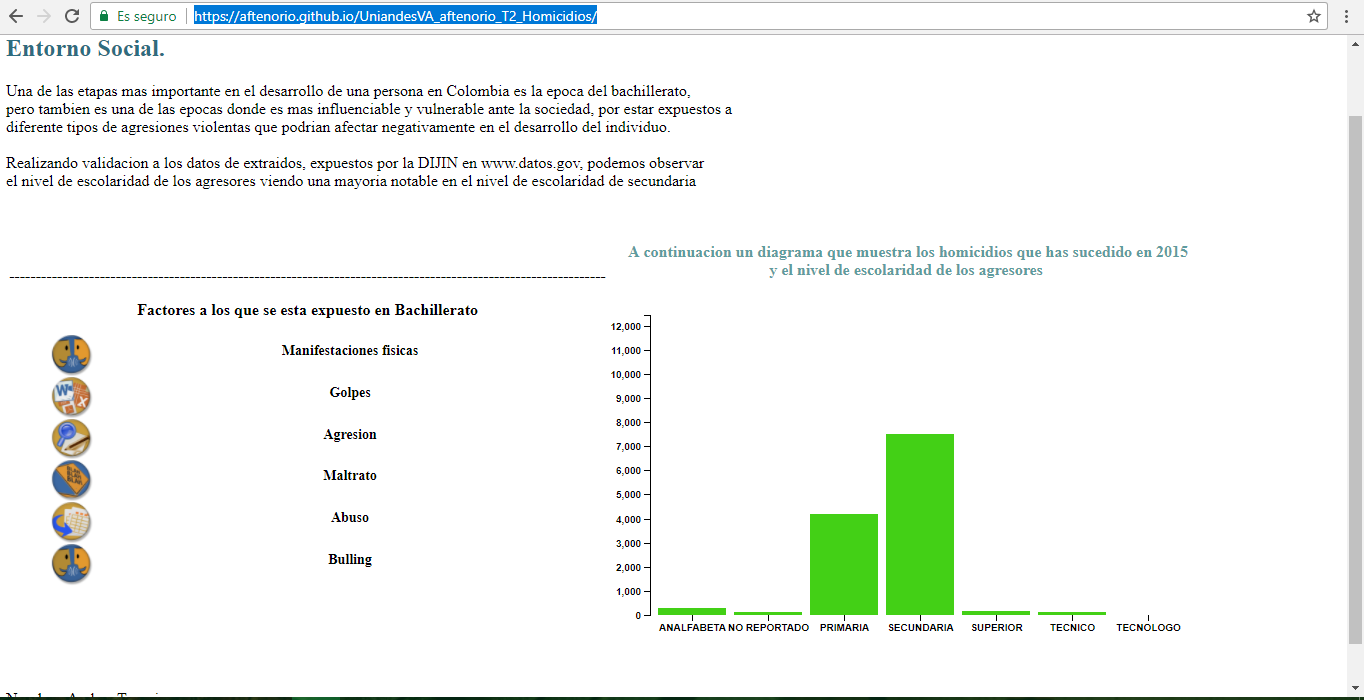 Es seguro
https://aftenorio.github.io/UniandesVA_aftenorio_T2_Homicidios/
Entorno Social.
Una de las etapas mas importante en el desarrollo de una persona en Colombia es la epoca del bachillerato,
pero tambien es una de las epocas donde es mas influenciable y vulnerable ante la sociedad, por estar expuestos a
diferente tipos de agresiones violentas que podrian afectar negativamente en el desarrollo del individuo.
Realizando validacion a los datos de extraidos, expuestos por la DIJIN en www.datos.gov, podemos observar
el nivel de escolaridad de los agresores viendo una mayoria notable en el nivel de escolaridad de secundaria
A continuacion un diagrama que muestra los homicidios que has sucedido en 2015
y el nivel de escolaridad de los agresores
Factores a los que se esta expuesto en Bachillerato
Manifestaciones fisicas
Golpes
Agresion
Maltrato
Abuso
Bulling
12,000
11,000
10,000
9,000
8,000
7,000
6,000
5,000
4,000
3,000
2,000
1,000
0
ANALFABETA NO REPORTADO PRIMARIA SECUNDARIA SUPERIOR TECNICO TECNOLOGO